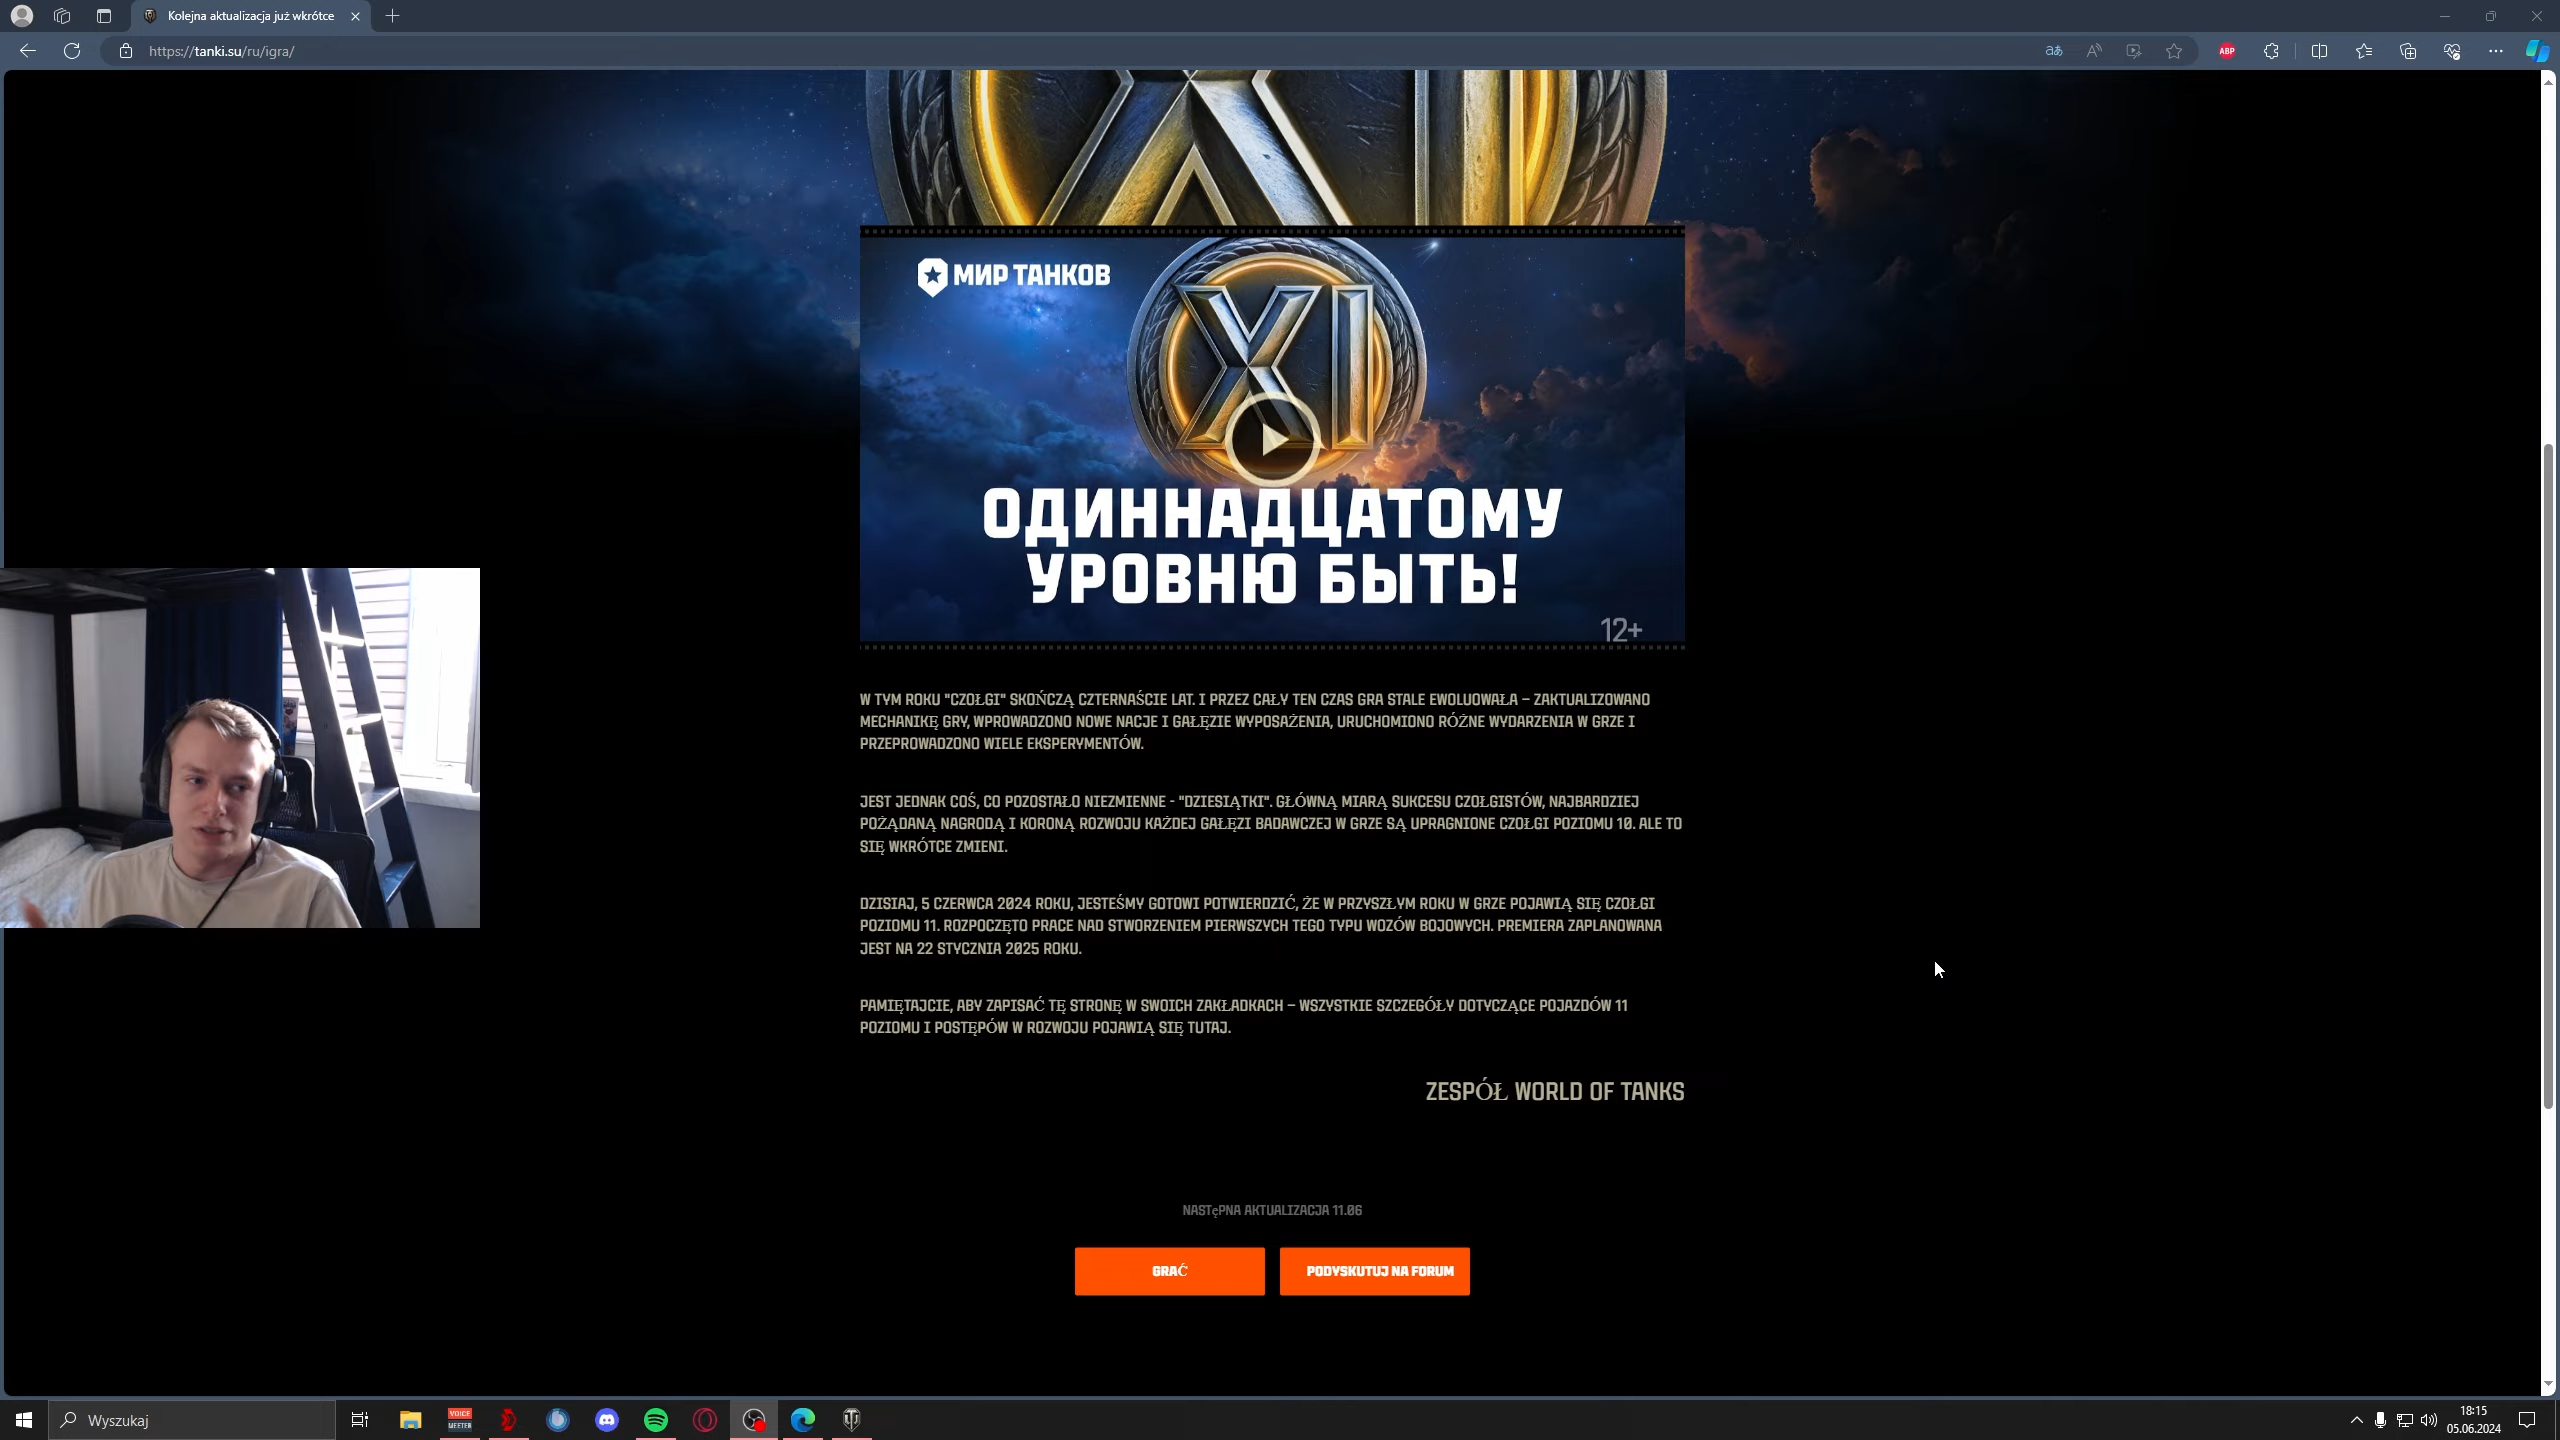 Kolejna aktualizacja już wkrótce
https://tanki.su/ru/igra/
ABP
XI
МИР ТАНКОВ
XI
ОДИННАДЦАТОМУ
УРОВНЮ БЫТЬ!
12+
W TYM ROKU "CZOŁGI" SKOŃCZĄ CZTERNAŚCIE LAT. I PRZEZ CAŁY TEN CZAS GRA STALE EWOLUOWAŁA – ZAKTUALIZOWANO
MECHANIKĘ GRY, WPROWADZONO NOWE NACJE I GAŁĘZIE WYPOSAŻENIA, URUCHOMIONO RÓŻNE WYDARZENIA W GRZE I
PRZEPROWADZONO WIELE EKSPERYMENTÓW.
JEST JEDNAK COŚ, CO POZOSTAŁO NIEZMIENNE - "DZIESIĄTKI". GŁÓWNĄ MIARĄ SUKCESU CZOŁGISTÓW, NAJBARDZIEJ
POŻĄDANĄ NAGRODĄ I KORONĄ ROZWOJU KAŻDEJ GAŁĘZI BADAWCZEJ W GRZE SĄ UPRAGNIONE CZOŁGI POZIOMU 10. ALE TO
SIĘ WKRÓTCE ZMIENI.
DZISIAJ, 5 CZERWCA 2024 ROKU, JESTEŚMY GOTOWI POTWIERDZIĆ, ŻE W PRZYSZŁYM ROKU W GRZE POJAWIĄ SIĘ CZOŁGI
POZIOMU 11. ROZPOCZĘTO PRACE NAD STWORZENIEM PIERWSZYCH TEGO TYPU WOZÓW BOJOWYCH. PREMIERA ZAPLANOWANA
JEST NA 22 STYCZNIA 2025 ROKU.
PAMIĘTAJCIE, ABY ZAPISAĆ TĘ STRONĘ W SWOICH ZAKŁADKACH – WSZYSTKIE SZCZEGÓŁY DOTYCZĄCE POJAZDÓW 11
POZIOMU I POSTĘPÓW W ROZWOJU POJAWIĄ SIĘ TUTAJ.
ZESPÓŁ WORLD OF TANKS
NASTęPNA AKTUALIZACJA 11.06
GRAĆ
PODYSKUTUJ NA FORUM
Wyszukaj
VOICE
MEETER
18:15
05.06.2024